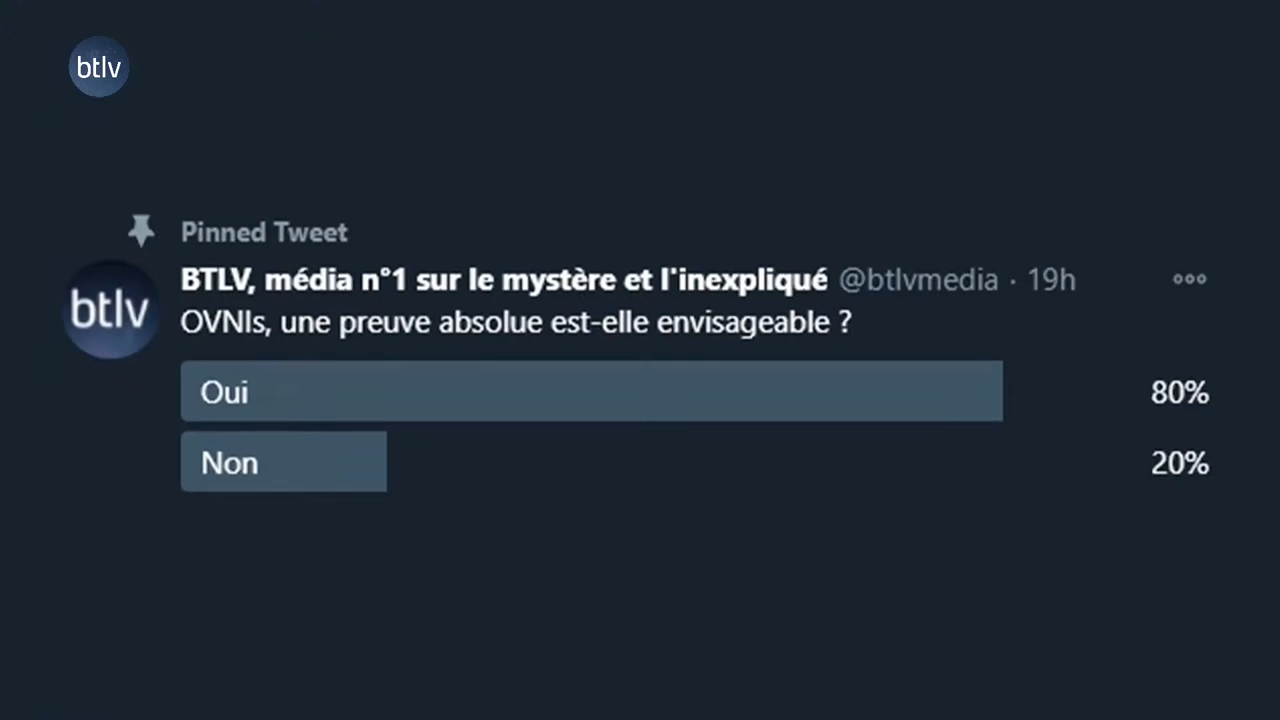 btlv
Pinned Tweet
BTLV, média n°1 sur le mystère et l'inexpliqué @btlvmedia · 19h
btlv
OVNIs, une preuve absolue est-elle envisageable ?
Oui 80%
Non 20%